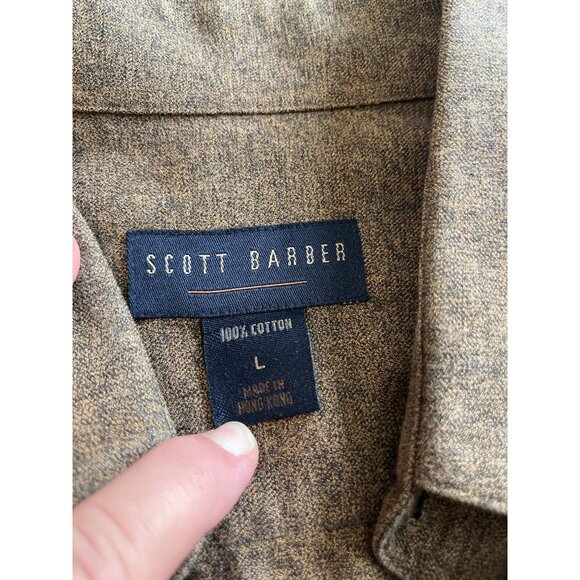 SCOTT BARBER
100% COTTON
L
MADE IN
HONG KONG